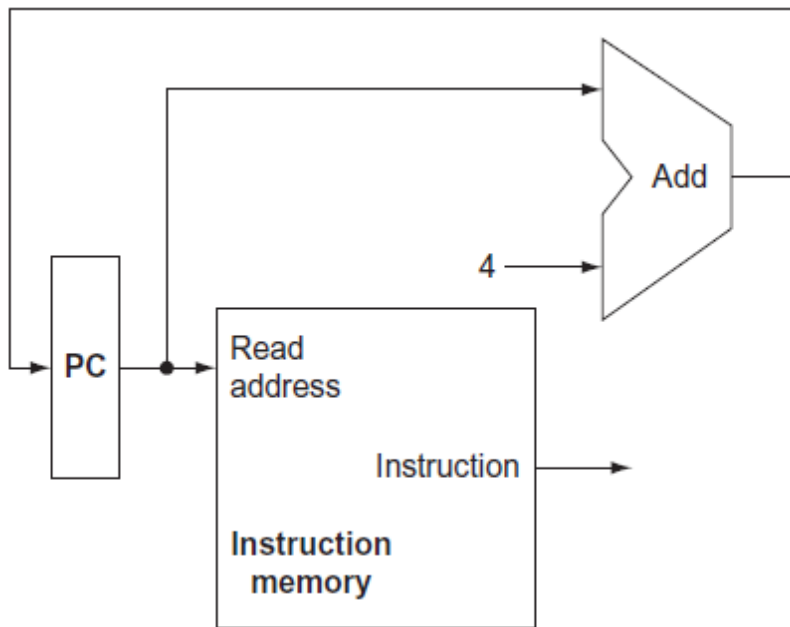 Add
4
PC
Read
address
Instruction
Instruction
memory